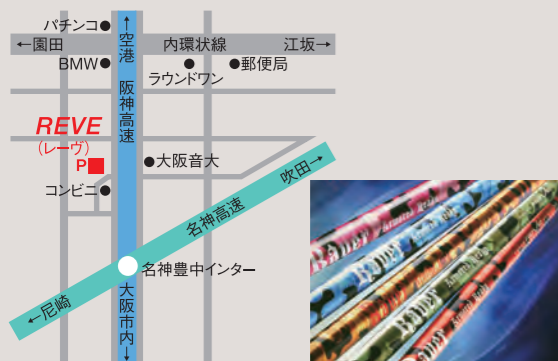 パチンコ
←園田
内環状線
江坂→
BMW
ラウンドワン
郵便局
←空港 阪神高速
REVE
(レーヴ)
P
大阪音大
コンビニ
吹田→
名神高速
名神豊中インター
←尼崎
大阪市内→